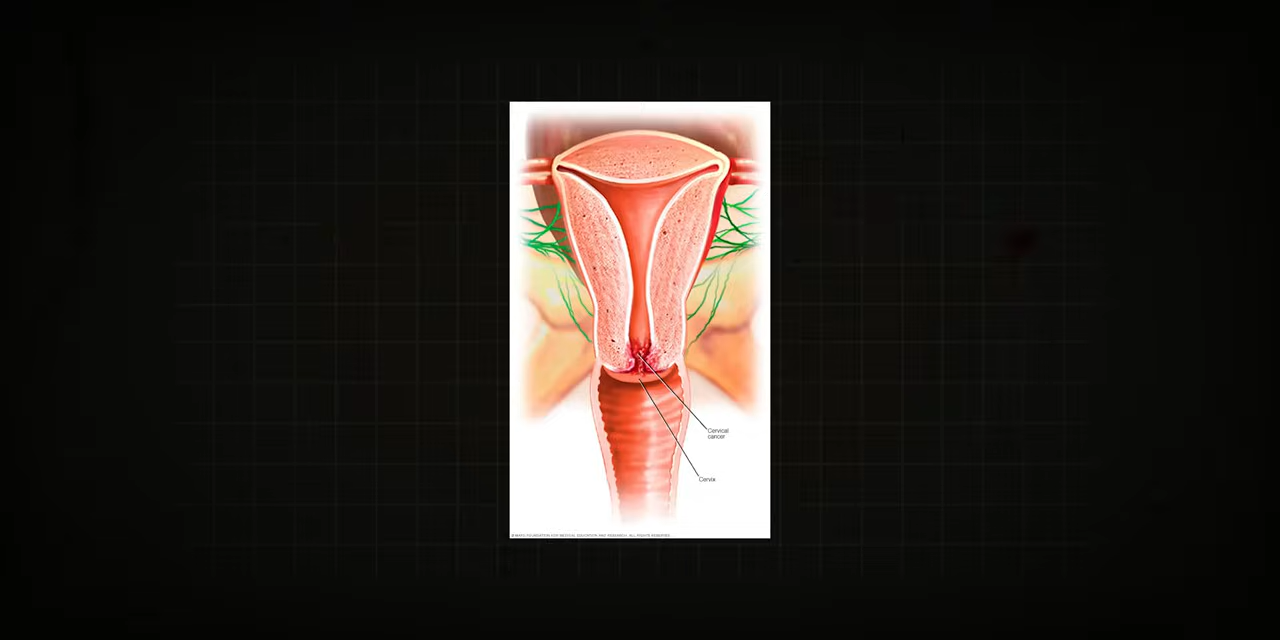 Cervical
cancer
Cervix
© MAYO FOUNDATION FOR MEDICAL EDUCATION AND RESEARCH. ALL RIGHTS RESERVED.